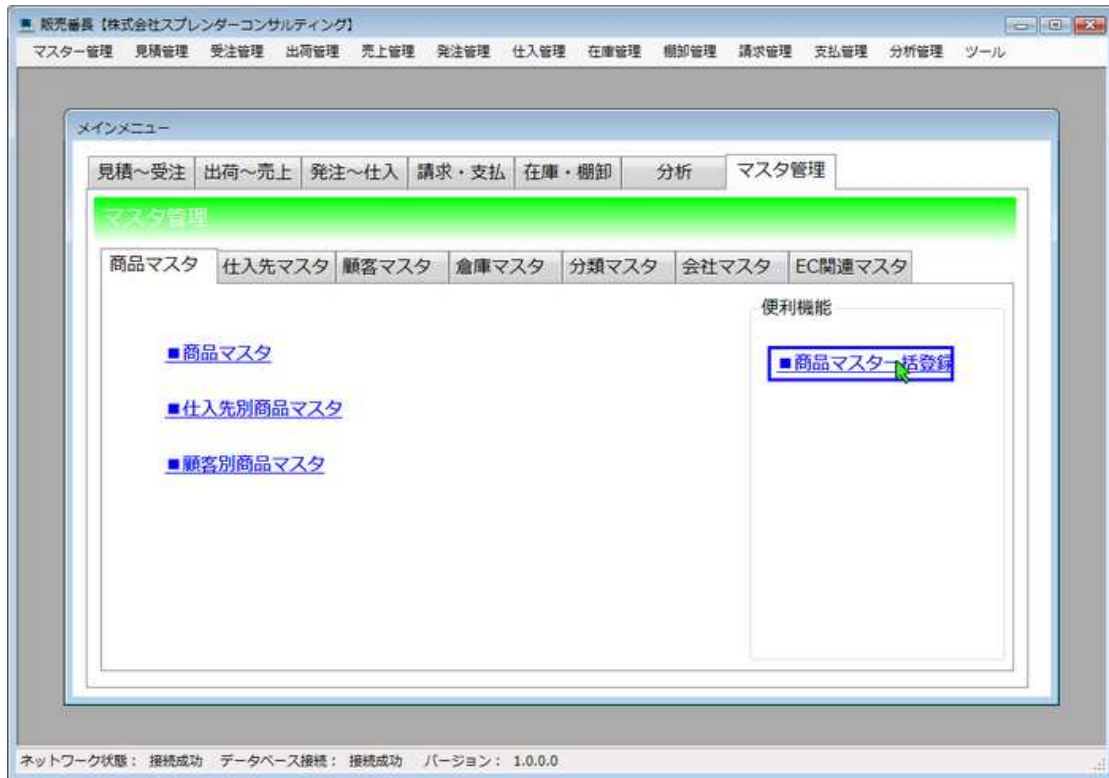 販売番長【株式会社スプレンダーコンサルティング】
マスター管理 見積管理 受注管理 出荷管理 売上管理 発注管理 仕入管理 在庫管理 棚卸管理 請求管理 支払管理 分析管理 ツール
メインメニュー
見積～受注 出荷～売上 発注～仕入 請求・支払 在庫・棚卸 分析 マスタ管理
マスタ管理
商品マスタ 仕入先マスタ 顧客マスタ 倉庫マスタ 分類マスタ 会社マスタ EC関連マスタ
便利機能
■商品マスタ
■商品マスタ一括登録
■仕入先別商品マスタ
■顧客別商品マスタ
ネットワーク状態： 接続成功 データベース接続： 接続成功 バージョン： 1.0.0.0